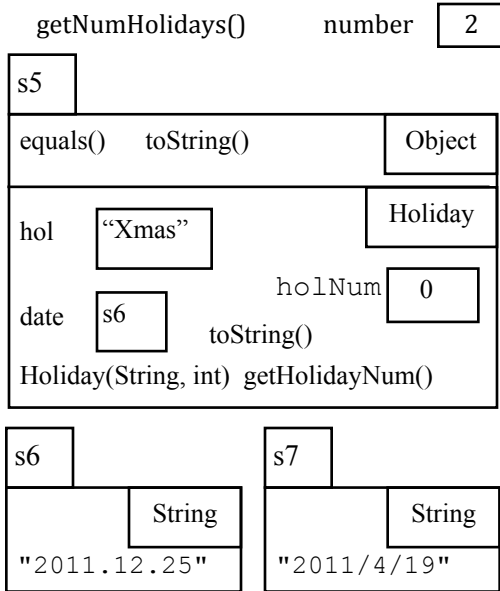 getNumHolidays() number 2
s5
equals() toString() Object
Holiday
hol “Xmas”
holNum 0
date s6
toString()
Holiday(String, int) getHolidayNum()
s6 s7
String String
"2011.12.25" "2011/4/19"